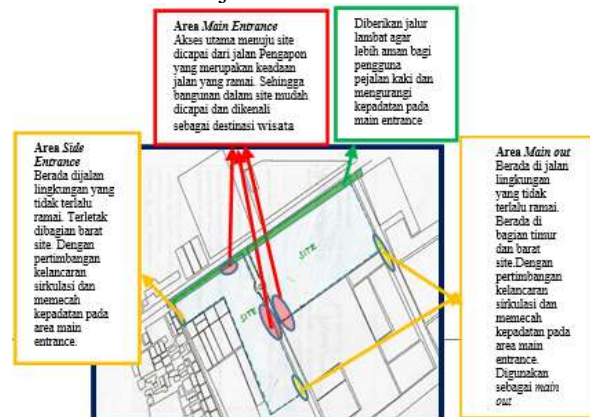 Area Main Entrance
Akses utama menuju site
dicapai dari jalan Pengapon
yang merupakan keadaan
jalan yang ramai. Sehingga
bangunan dalam site mudah
dicapai dan dikenali
sebagai destinasi wisata
Diberikan jalur
lambat agar
lebih aman bagi
pengguna
pejalan kaki dan
mengurangi
kepadatan pada
main entrance
Area Side
Entrance
Berada dijalan
lingkungan yang
tidak terlalu
ramai. Terletak
dibagian barat
site. Dengan
pertimbangan
kelancaran
sirkulasi dan
memecah
kepadatan pada
area main
entrance.
Area Main out
Berada di jalan
lingkungan
yang tidak
terlalu ramai.
Berada di
bagian timur
dan barat
site.Dengan
pertimbangan
kelancaran
sirkulasi dan
memecah
kepadatan pada
area main
entrance.
Digunakan
sebagai main
out
SITE
SITE